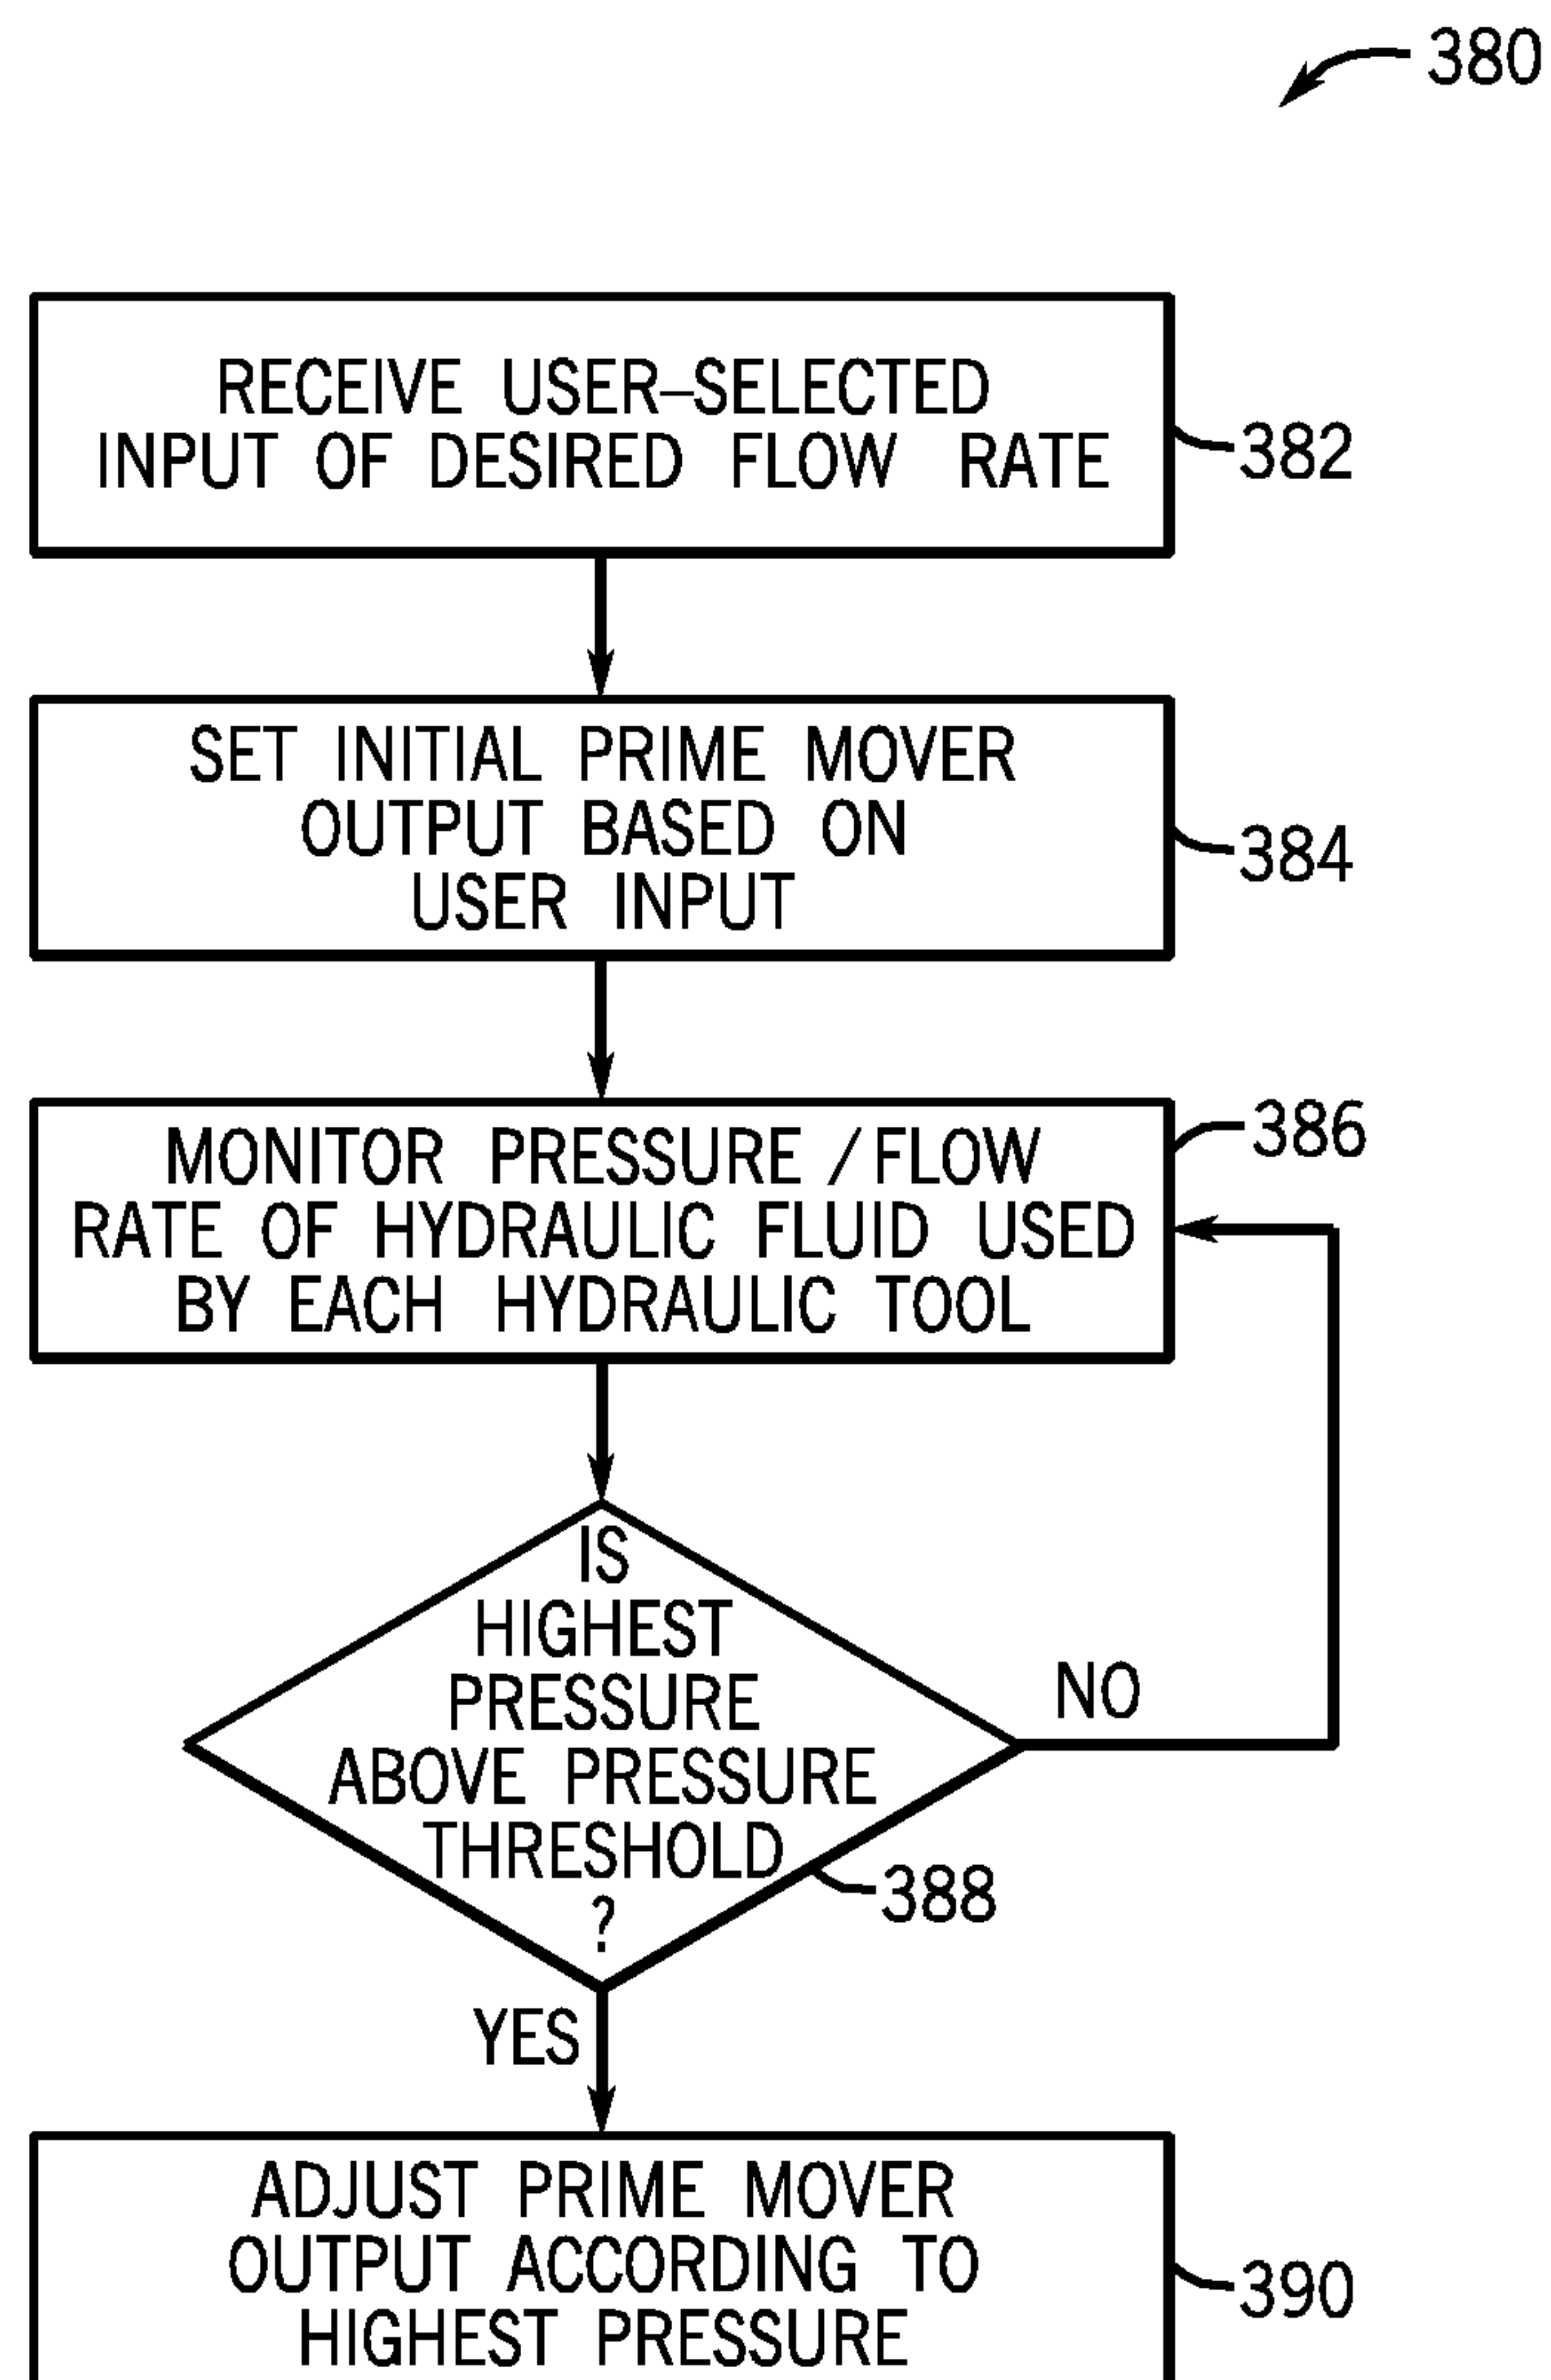 380
RECEIVE USER-SELECTED
INPUT OF DESIRED FLOW RATE
382
SET INITIAL PRIME MOVER
OUTPUT BASED ON
USER INPUT
384
MONITOR PRESSURE/FLOW
RATE OF HYDRAULIC FLUID USED
BY EACH HYDRAULIC TOOL
386
IS
HIGHEST
PRESSURE
ABOVE PRESSURE
THRESHOLD
?
NO
388
YES
ADJUST PRIME MOVER
OUTPUT ACCORDING TO
HIGHEST PRESSURE
390